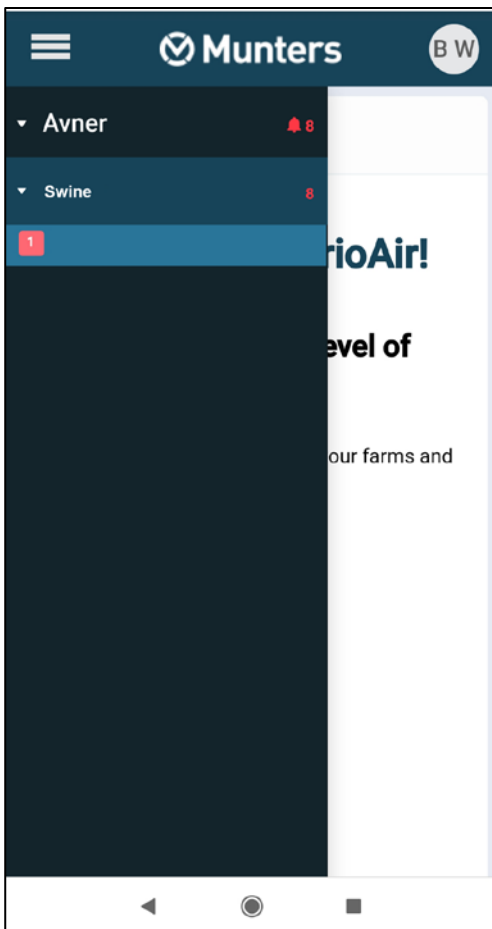 Munters
B W
Avner 8
Swine 8
1
rioAir!
evel of
our farms and